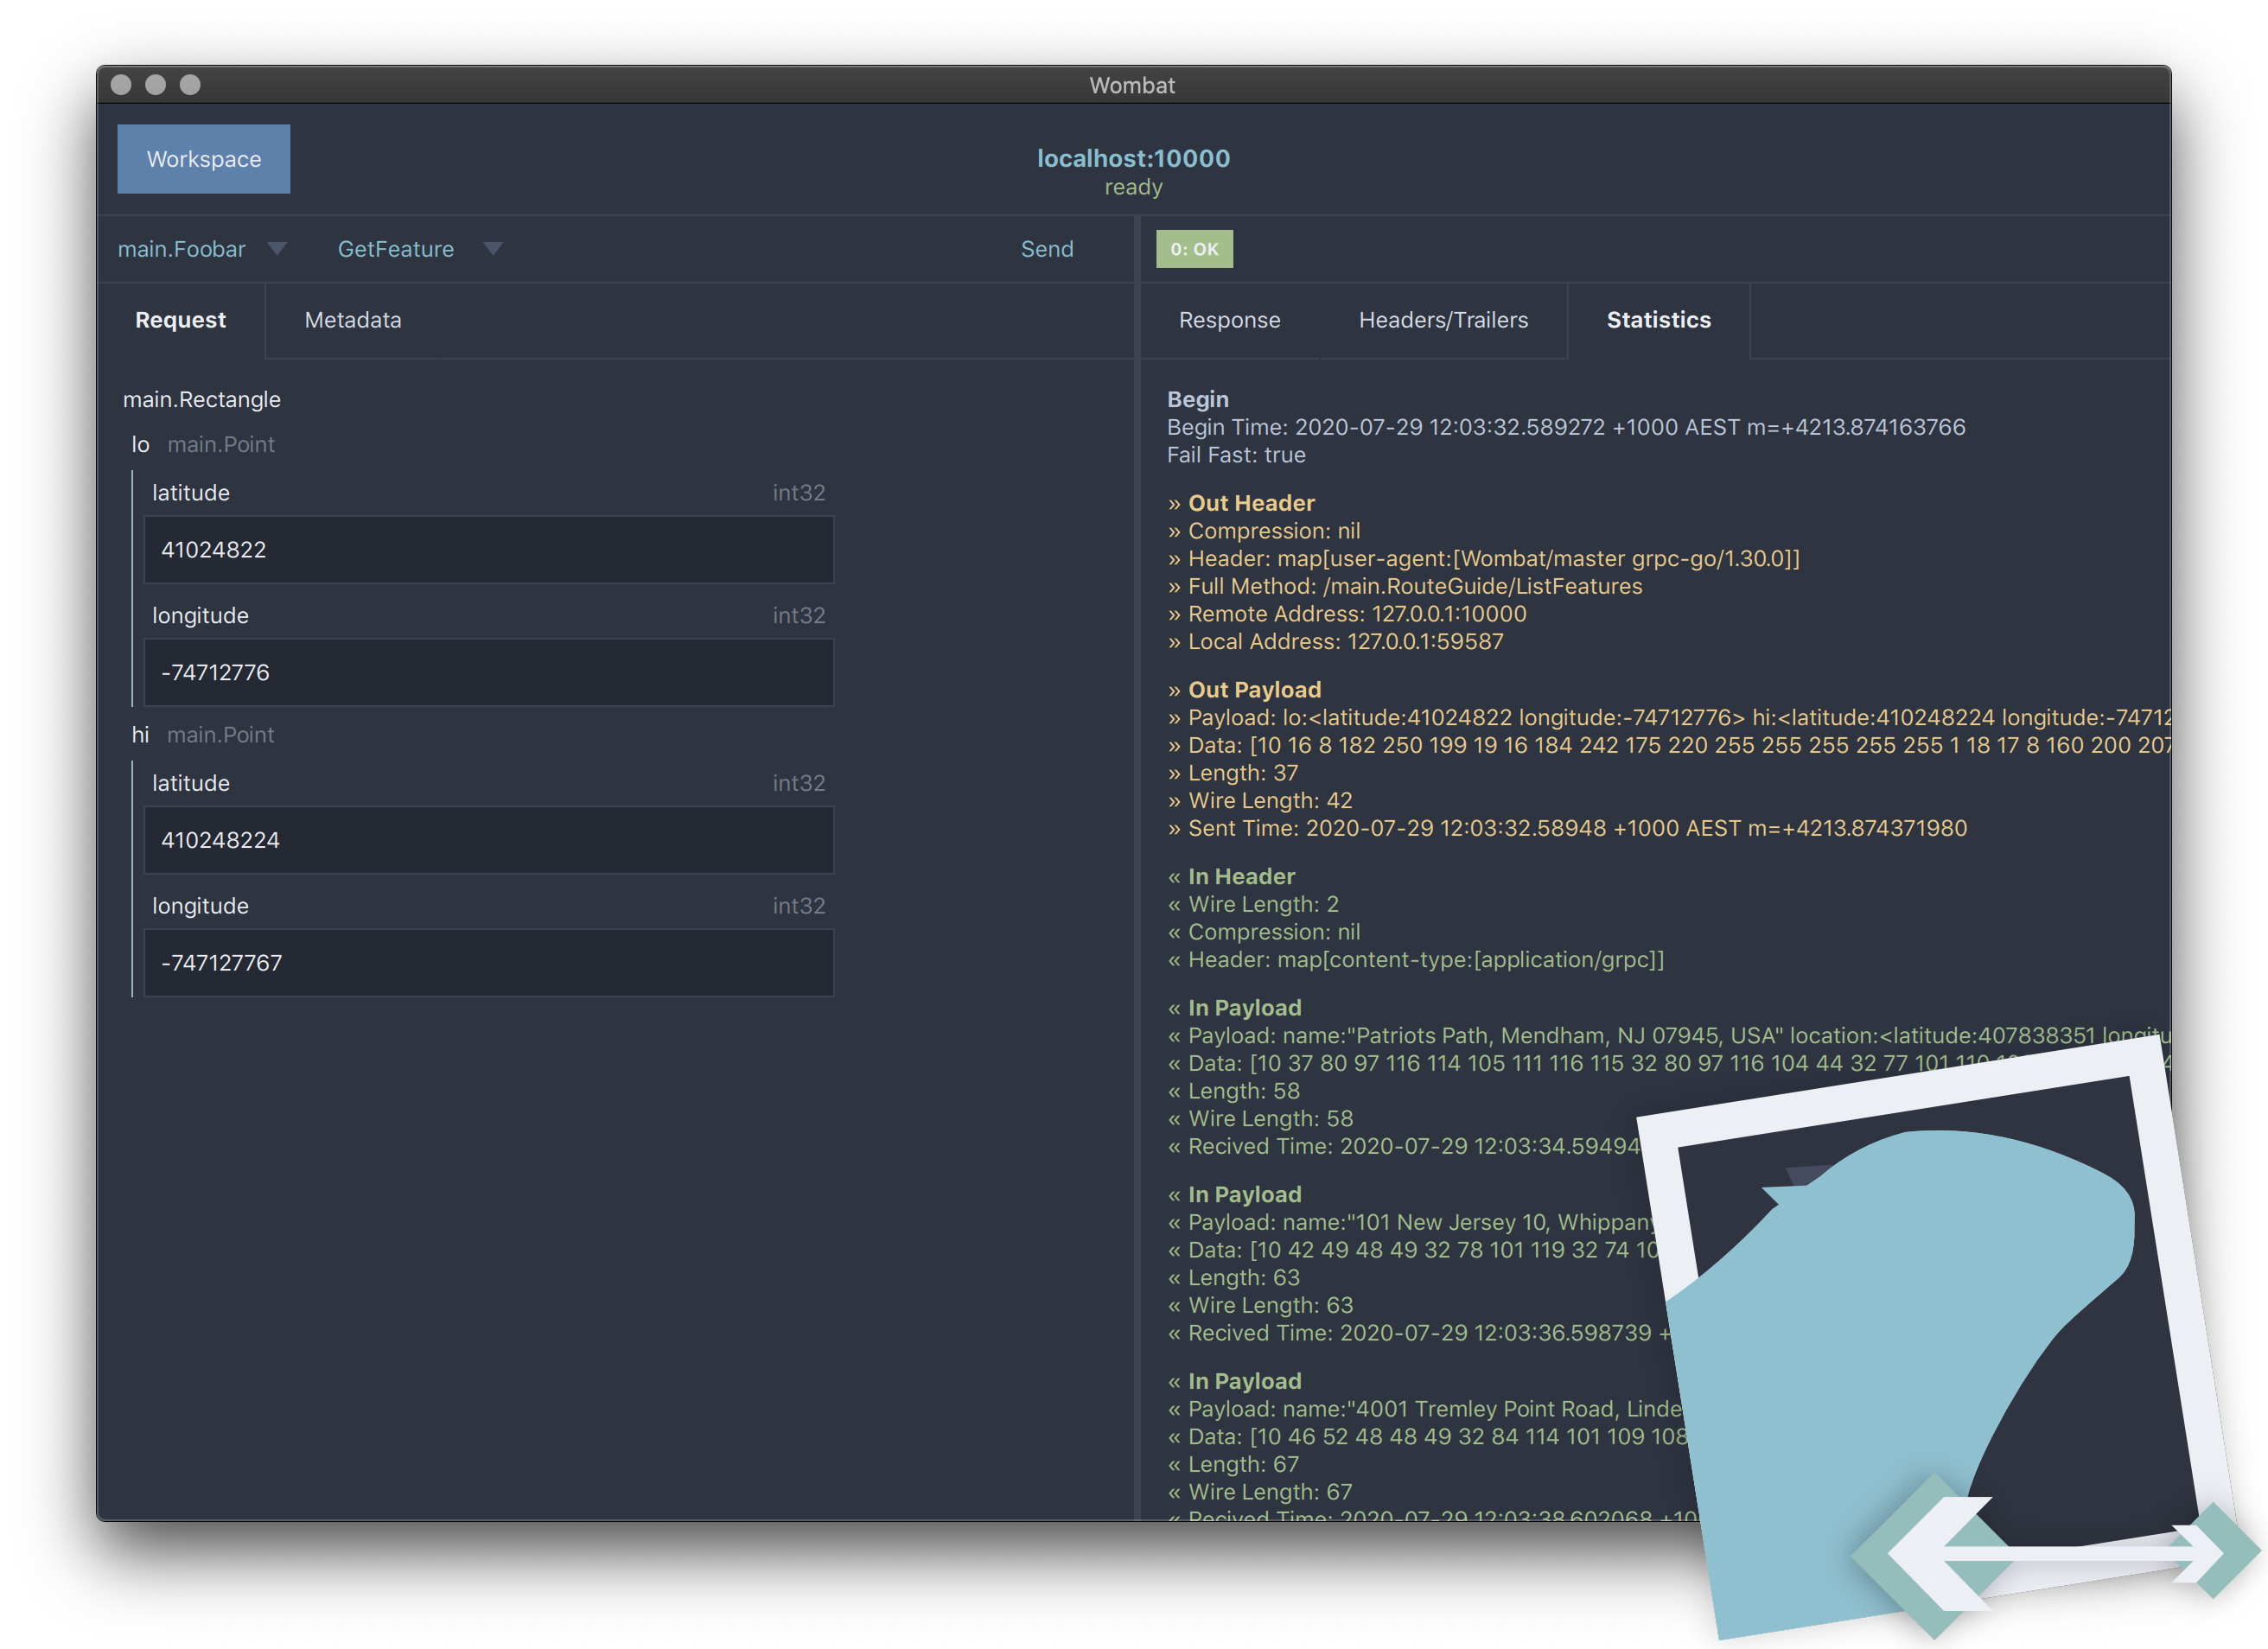 Wombat
Workspace
localhost:10000
ready
main.Foobar GetFeature Send
0: OK
Request Metadata
Response Headers/Trailers Statistics
main.Rectangle
lo main.Point
latitude int32
41024822
longitude int32
-74712776
hi main.Point
latitude int32
410248224
longitude int32
-747127767
Begin
Begin Time: 2020-07-29 12:03:32.589272 +1000 AEST m=+4213.874163766
Fail Fast: true
» Out Header
» Compression: nil
» Header: map[user-agent:[Wombat/master grpc-go/1.30.0]]
» Full Method: /main.RouteGuide/ListFeatures
» Remote Address: 127.0.0.1:10000
» Local Address: 127.0.0.1:59587
» Out Payload
» Payload: lo:<latitude:41024822 longitude:-74712776> hi:<latitude:410248224 longitude:-74712
» Data: [10 16 8 182 250 199 19 16 184 242 175 220 255 255 255 255 255 1 18 17 8 160 200 207
» Length: 37
» Wire Length: 42
» Sent Time: 2020-07-29 12:03:32.58948 +1000 AEST m=+4213.874371980
« In Header
« Wire Length: 2
« Compression: nil
« Header: map[content-type:[application/grpc]]
« In Payload
« Payload: name:"Patriots Path, Mendham, NJ 07945, USA" location:<latitude:407838351 longitu
« Data: [10 37 80 97 116 114 105 111 116 115 32 80 97 116 104 44 32 77 101 110
« Length: 58
« Wire Length: 58
« Recived Time: 2020-07-29 12:03:34.59494
« In Payload
« Payload: name:"101 New Jersey 10, Whippany
« Data: [10 42 49 48 49 32 78 101 119 32 74 10
« Length: 63
« Wire Length: 63
« Recived Time: 2020-07-29 12:03:36.598739 +
« In Payload
« Payload: name:"4001 Tremley Point Road, Linde
« Data: [10 46 52 48 48 49 32 84 114 101 109 108
« Length: 67
« Wire Length: 67
« Recived Time: 2020-07-29 12:03:38.602068 +10